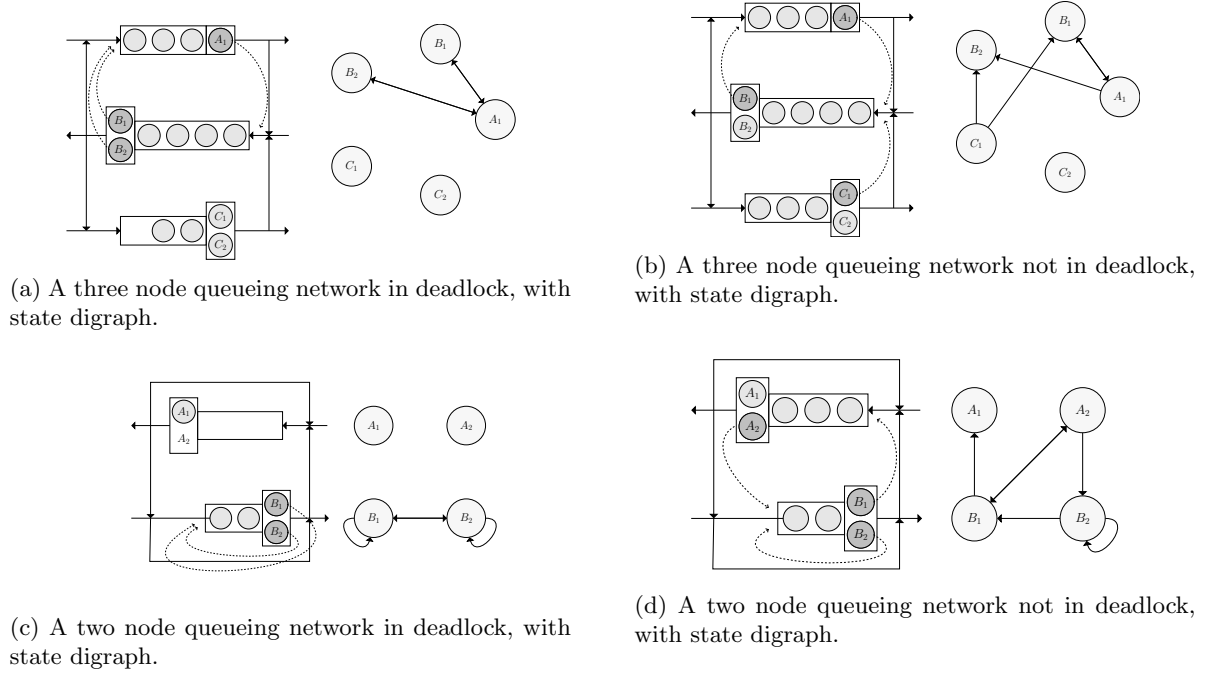 A₁
B₁
B₂
C₁
C₂
B₁
B₂
A₁
C₁
C₂
(a) A three node queueing network in deadlock, with
state digraph.
A₁
B₁
B₂
C₁
C₂
B₁
B₂
A₁
C₁
C₂
(b) A three node queueing network not in deadlock,
with state digraph.
A₁
A₂
B₁
B₂
A₁
A₂
B₁
B₂
(c) A two node queueing network in deadlock, with
state digraph.
A₁
A₂
B₁
B₂
A₁
A₂
B₁
B₂
(d) A two node queueing network not in deadlock,
with state digraph.